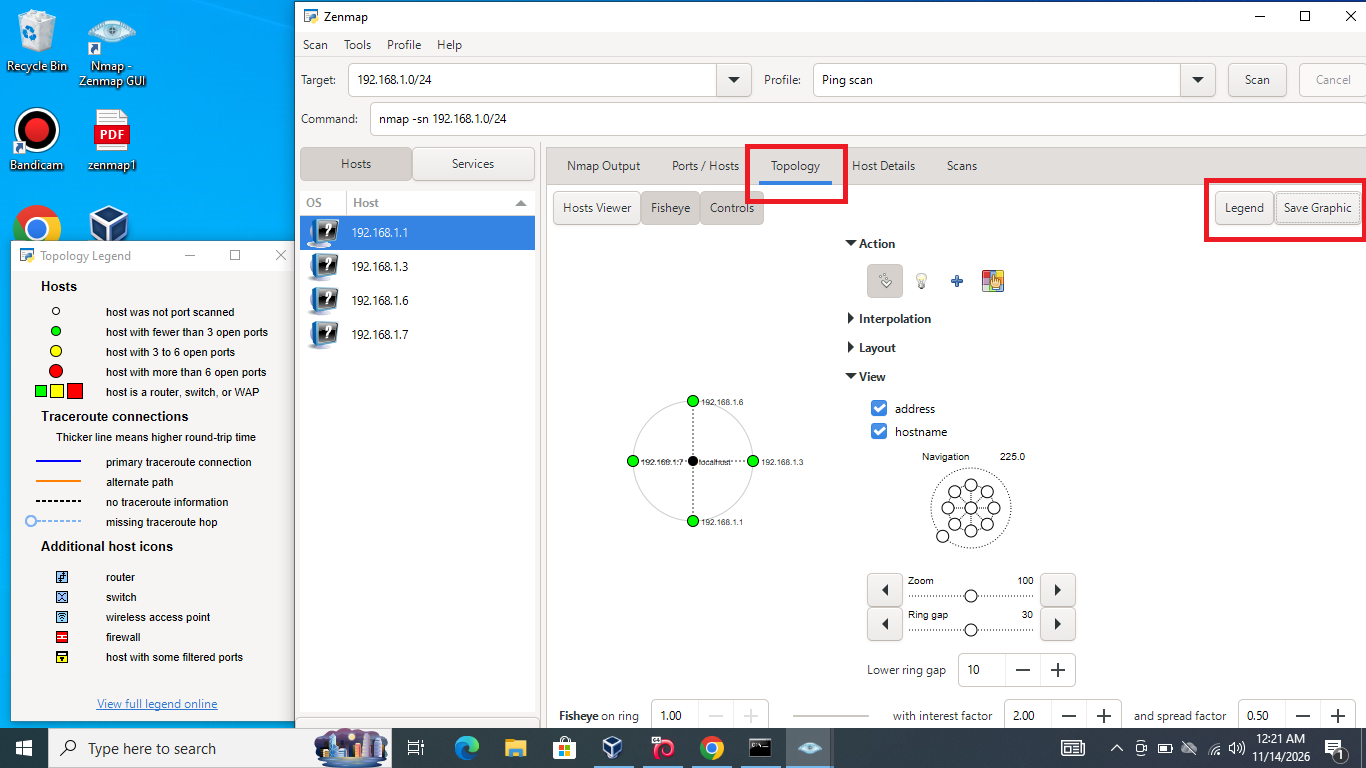 Recycle Bin
Nmap -
Zenmap GUI
Bandicam
PDF
zenmap1
Zenmap
Scan Tools Profile Help
Target: 192.168.1.0/24 Profile: Ping scan Scan Cancel
Command: nmap -sn 192.168.1.0/24
Hosts Services
OS Host
192.168.1.1
192.168.1.3
192.168.1.6
192.168.1.7
Nmap Output Ports / Hosts Topology Host Details Scans
Hosts Viewer Fisheye Controls Legend Save Graphic
Action
Interpolation
Layout
View
address
hostname
Navigation 225.0
Zoom 100
Ring gap 30
Lower ring gap 10
192.168.1.6
192.168.1.7 localhost 192.168.1.3
192.168.1.1
Fisheye on ring 1.00 with interest factor 2.00 and spread factor 0.50
Topology Legend
Hosts
host was not port scanned
host with fewer than 3 open ports
host with 3 to 6 open ports
host with more than 6 open ports
host is a router, switch, or WAP
Traceroute connections
Thicker line means higher round-trip time
primary traceroute connection
alternate path
no traceroute information
missing traceroute hop
Additional host icons
router
switch
wireless access point
firewall
host with some filtered ports
View full legend online
Type here to search
12:21 AM
11/14/2026
1